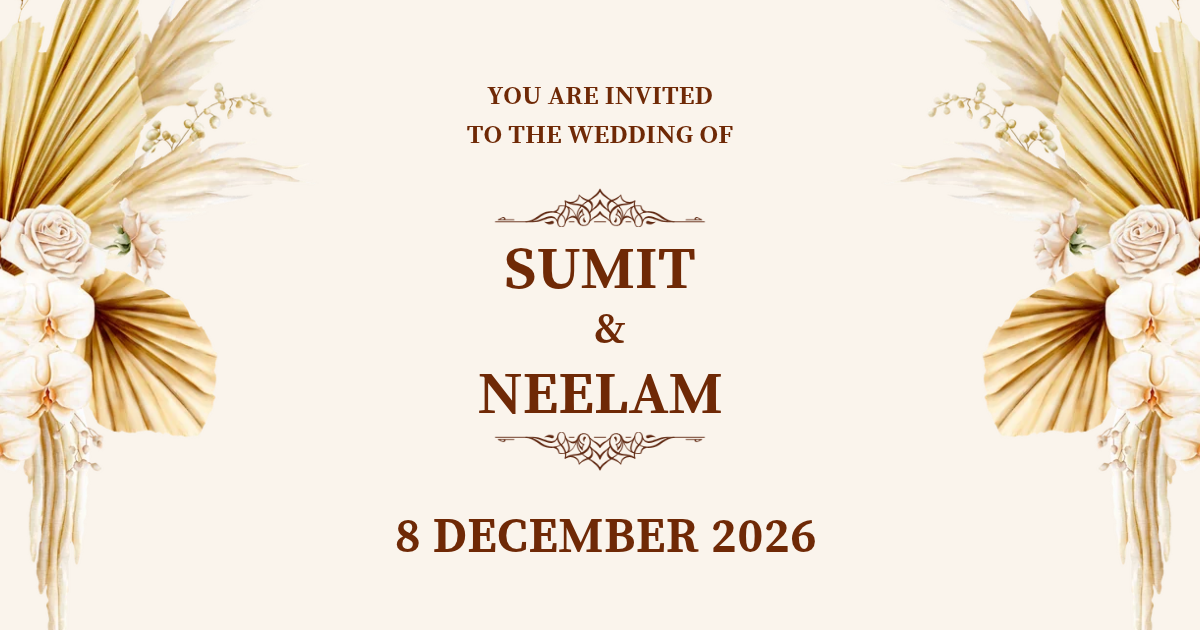 YOU ARE INVITED
TO THE WEDDING OF
SUMIT
&
NEELAM
8 DECEMBER 2026